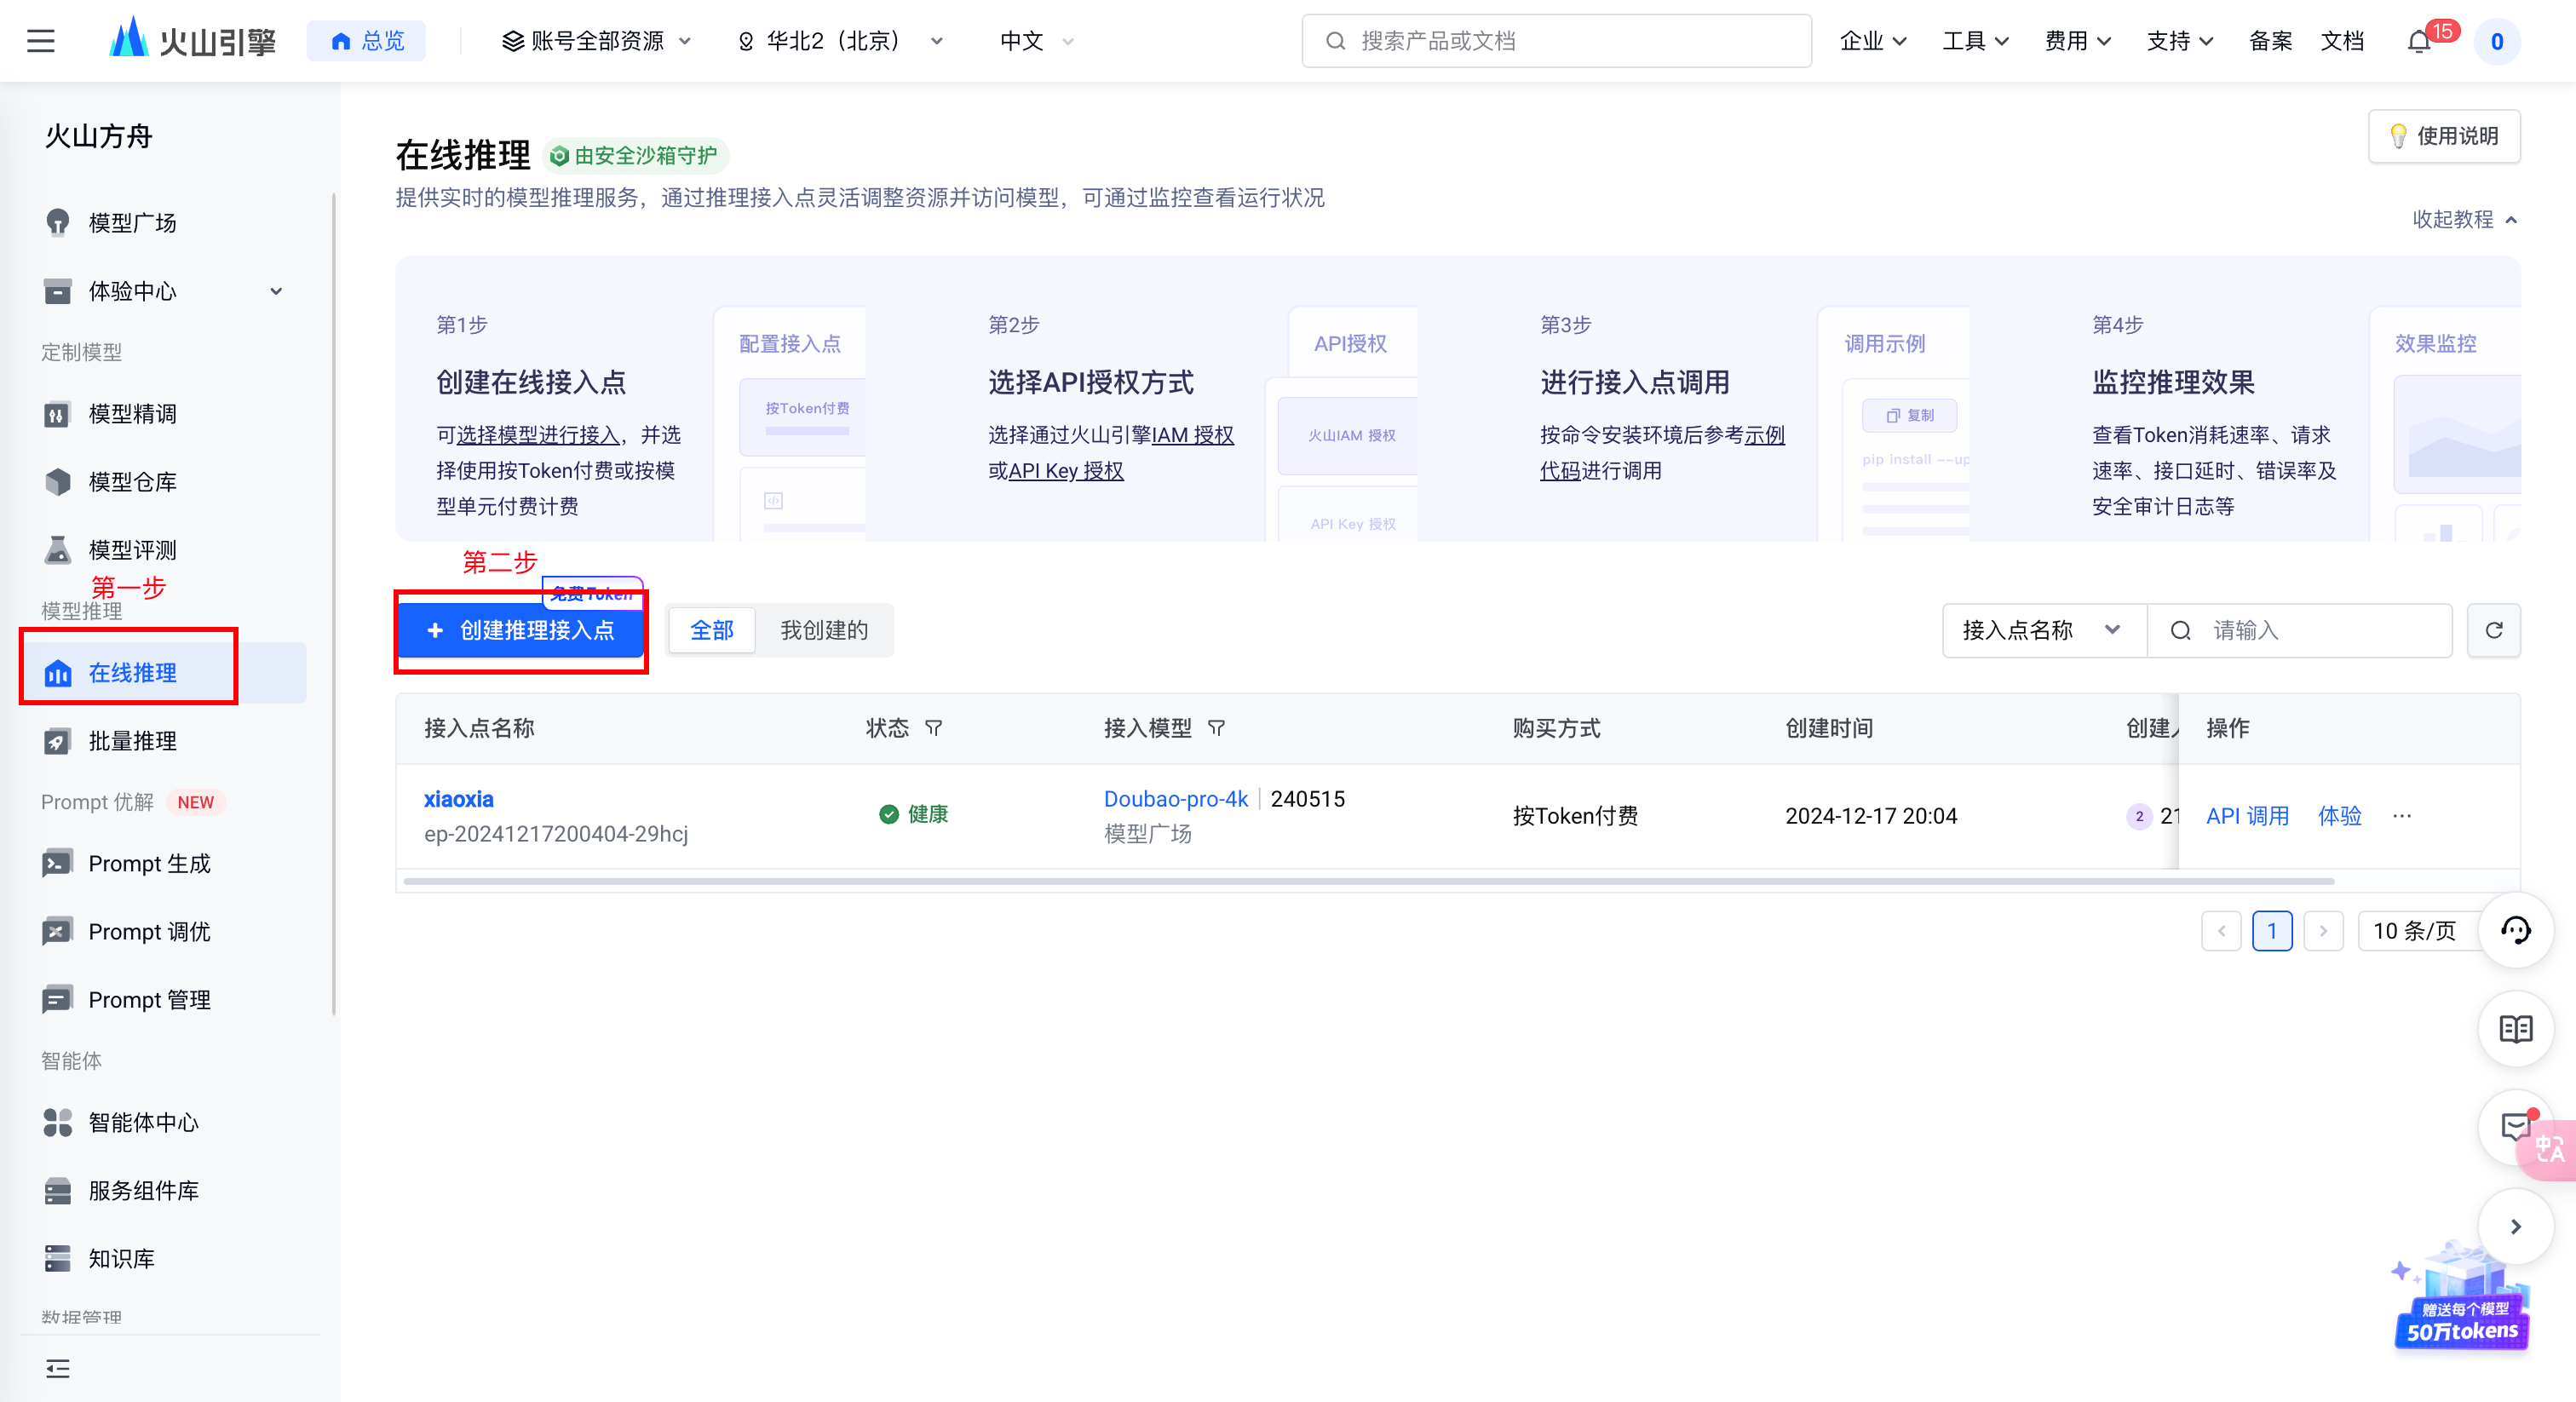 火山引擎
总览
账号全部资源
华北2（北京）
中文
搜索产品或文档
企业
工具
费用
支持
备案
文档
15
0
火山方舟
模型广场
体验中心
定制模型
模型精调
模型仓库
模型评测
第一步
模型推理
在线推理
批量推理
Prompt 优解 NEW
Prompt 生成
Prompt 调优
Prompt 管理
智能体
智能体中心
服务组件库
知识库
数据管理
在线推理
由安全沙箱守护
提供实时的模型推理服务，通过推理接入点灵活调整资源并访问模型，可通过监控查看运行状况
使用说明
收起教程
第1步
创建在线接入点
可选择模型进行接入，并选
择使用按Token付费或按模
型单元付费计费
配置接入点
按Token付费
第2步
选择API授权方式
选择通过火山引擎IAM 授权
或API Key 授权
API授权
火山IAM 授权
API Key 授权
第3步
进行接入点调用
按命令安装环境后参考示例
代码进行调用
调用示例
复制
pip install --up
第4步
监控推理效果
查看Token消耗速率、请求
速率、接口延时、错误率及
安全审计日志等
效果监控
第二步
免费Token
+ 创建推理接入点
全部
我创建的
接入点名称
请输入
接入点名称
状态
接入模型
购买方式
创建时间
创建人
操作
xiaoxia
ep-20241217200404-29hcj
健康
Doubao-pro-4k | 240515
模型广场
按Token付费
2024-12-17 20:04
2
21
API 调用
体验
···
1
10 条/页
中A
赠送每个模型
50万tokens